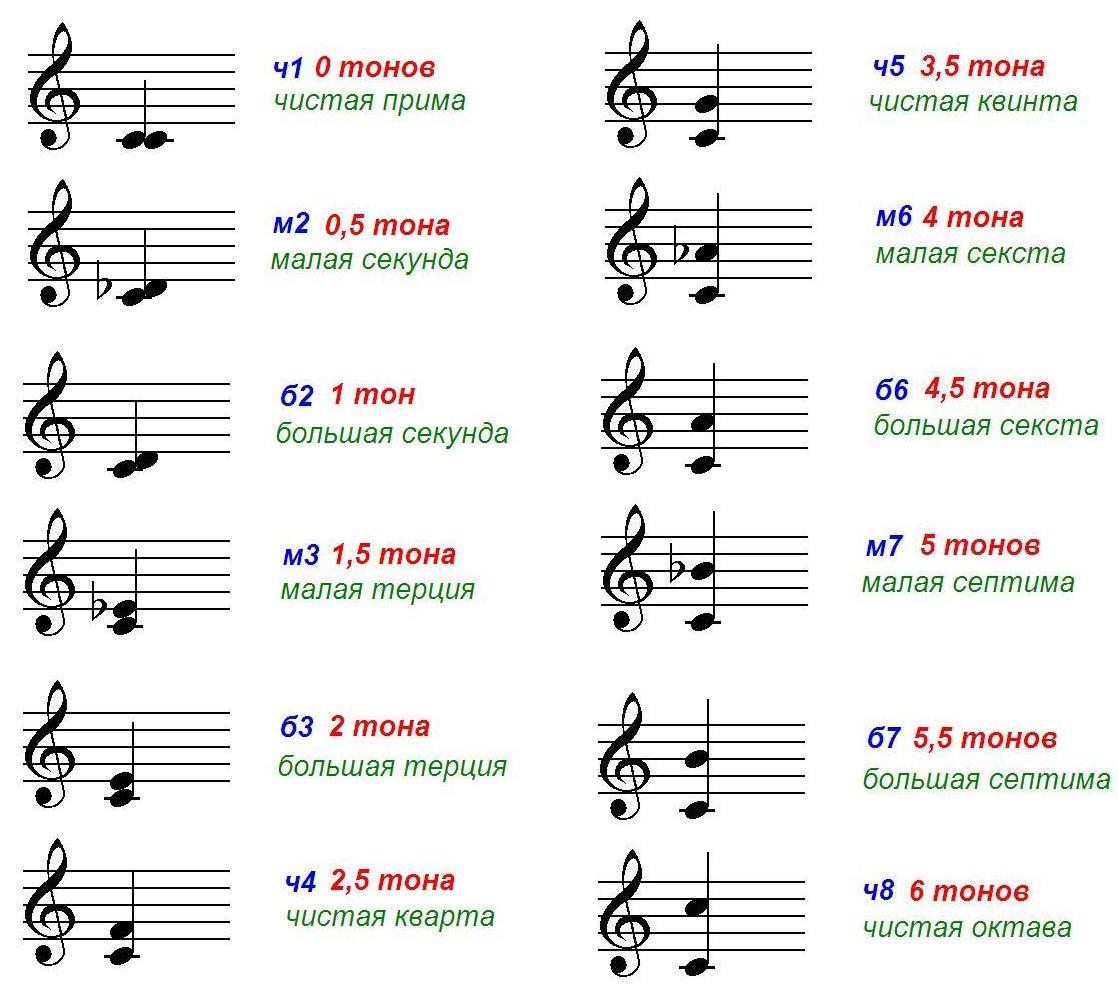 ч1 0 тонов
чистая прима
м2 0,5 тона
малая секунда
б2 1 тон
большая секунда
м3 1,5 тона
малая терция
б3 2 тона
большая терция
ч4 2,5 тона
чистая кварта
ч5 3,5 тона
чистая квинта
м6 4 тона
малая секста
б6 4,5 тона
большая секста
м7 5 тонов
малая септима
б7 5,5 тонов
большая септима
ч8 6 тонов
чистая октава